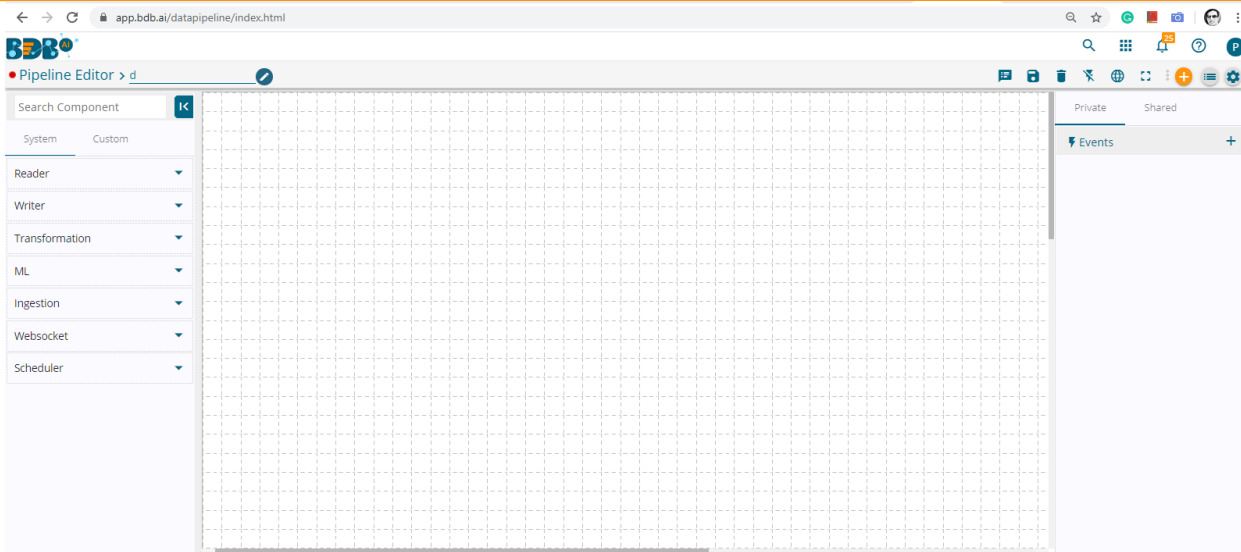 app.bdb.ai/datapipeline/index.html
BDB AI
25
P
Pipeline Editor > d
Search Component
System Custom
Reader
Writer
Transformation
ML
Ingestion
Websocket
Scheduler
Private Shared
Events +